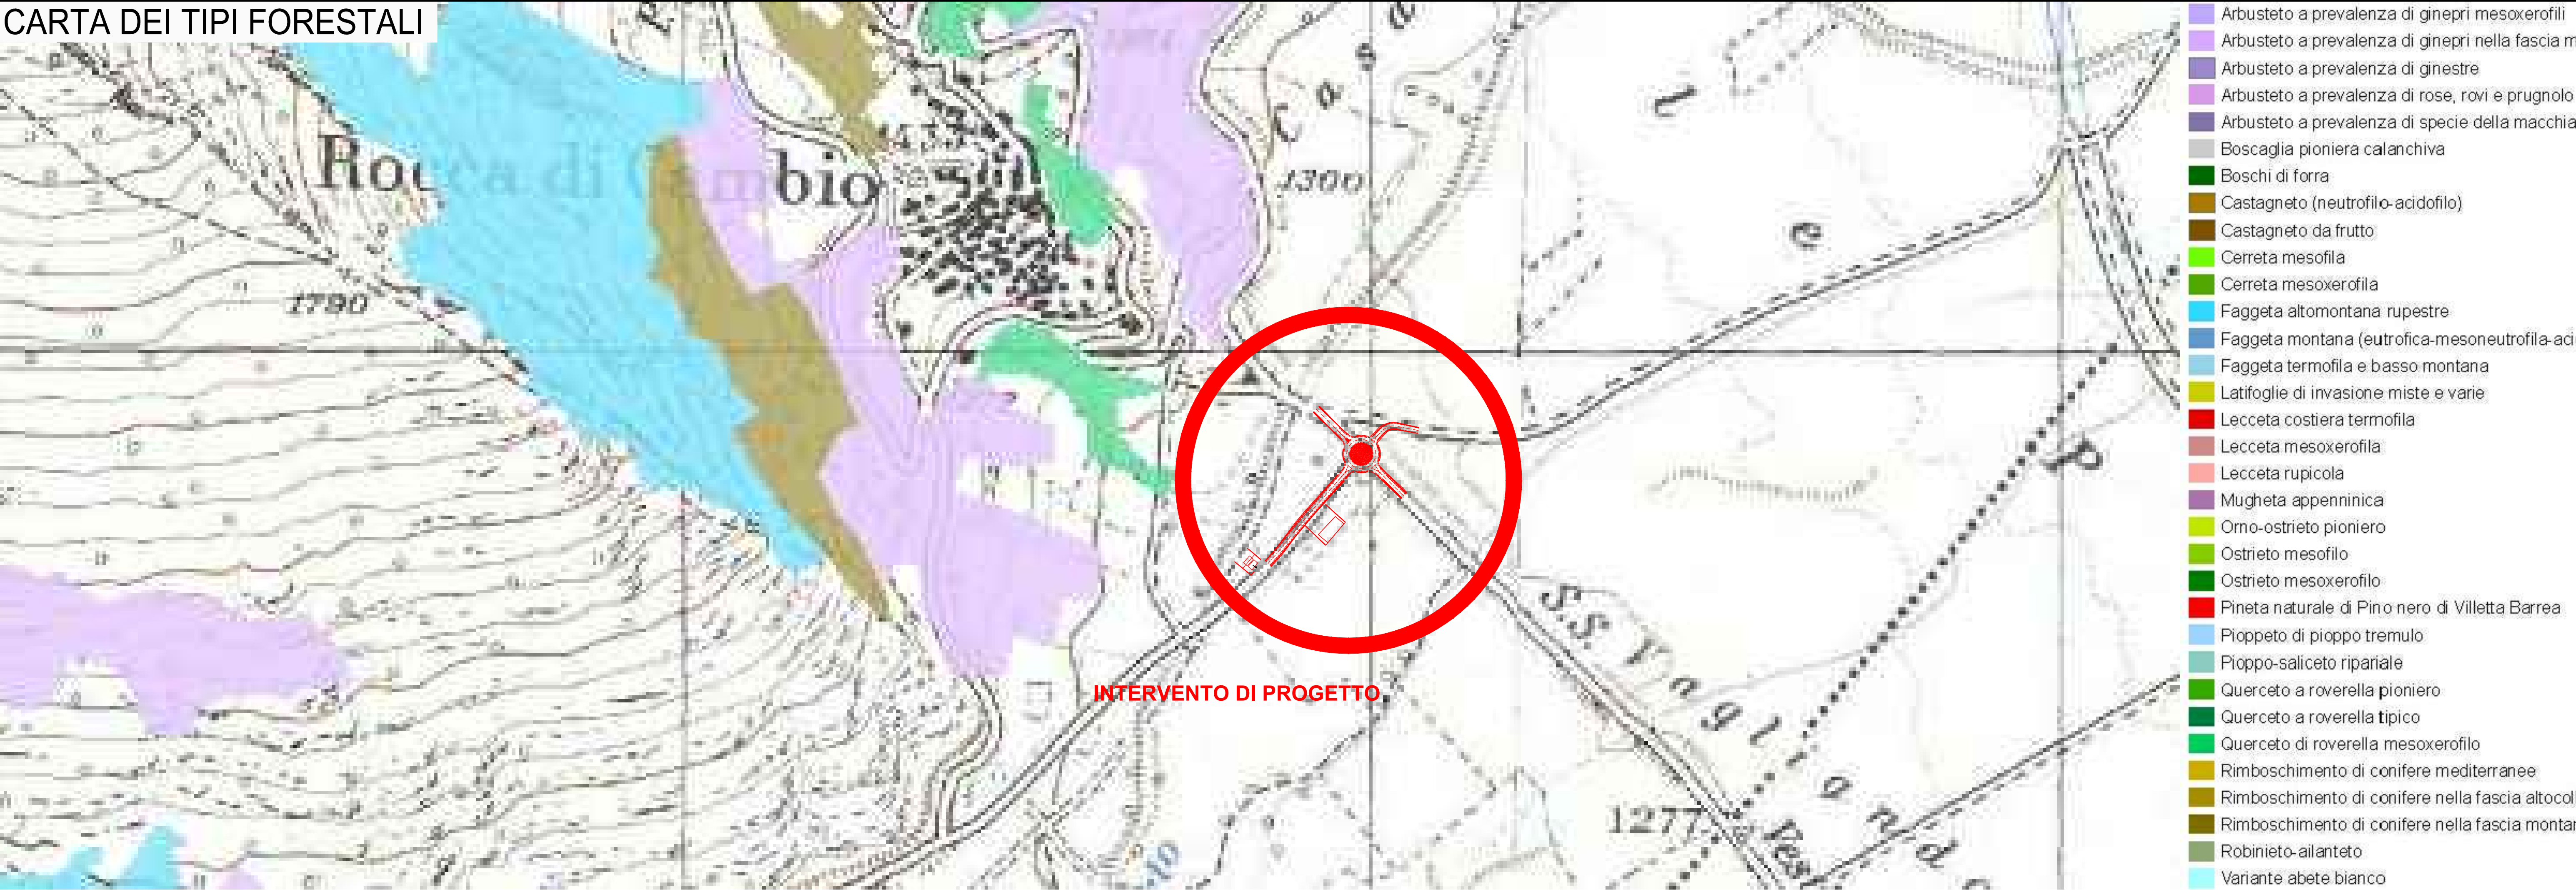 CARTA DEI TIPI FORESTALI
Rocca di Cambio
1300
1790
INTERVENTO DI PROGETTO
1277
Arbusteto a prevalenza di ginepri mesoxerofili
Arbusteto a prevalenza di ginepri nella fascia m
Arbusteto a prevalenza di ginestre
Arbusteto a prevalenza di rose, rovi e prugnolo
Arbusteto a prevalenza di specie della macchia
Boscaglia pioniera calanchiva
Boschi di forra
Castagneto (neutrofilo-acidofilo)
Castagneto da frutto
Cerreta mesofila
Cerreta mesoxerofila
Faggeta altomontana rupestre
Faggeta montana (eutrofica-mesoneutrofila-aci
Faggeta termofila e basso montana
Latifoglie di invasione miste e varie
Lecceta costiera termofila
Lecceta mesoxerofila
Lecceta rupicola
Mugheta appenninica
Orno-ostrieto pioniero
Ostrieto mesofilo
Ostrieto mesoxerofilo
Pineta naturale di Pino nero di Villetta Barrea
Pioppeto di pioppo tremulo
Pioppo-saliceto ripariale
Querceto a roverella pioniero
Querceto a roverella tipico
Querceto di roverella mesoxerofilo
Rimboschimento di conifere mediterranee
Rimboschimento di conifere nella fascia altocoll
Rimboschimento di conifere nella fascia montar
Robinieto-ailanteto
Variante abete bianco